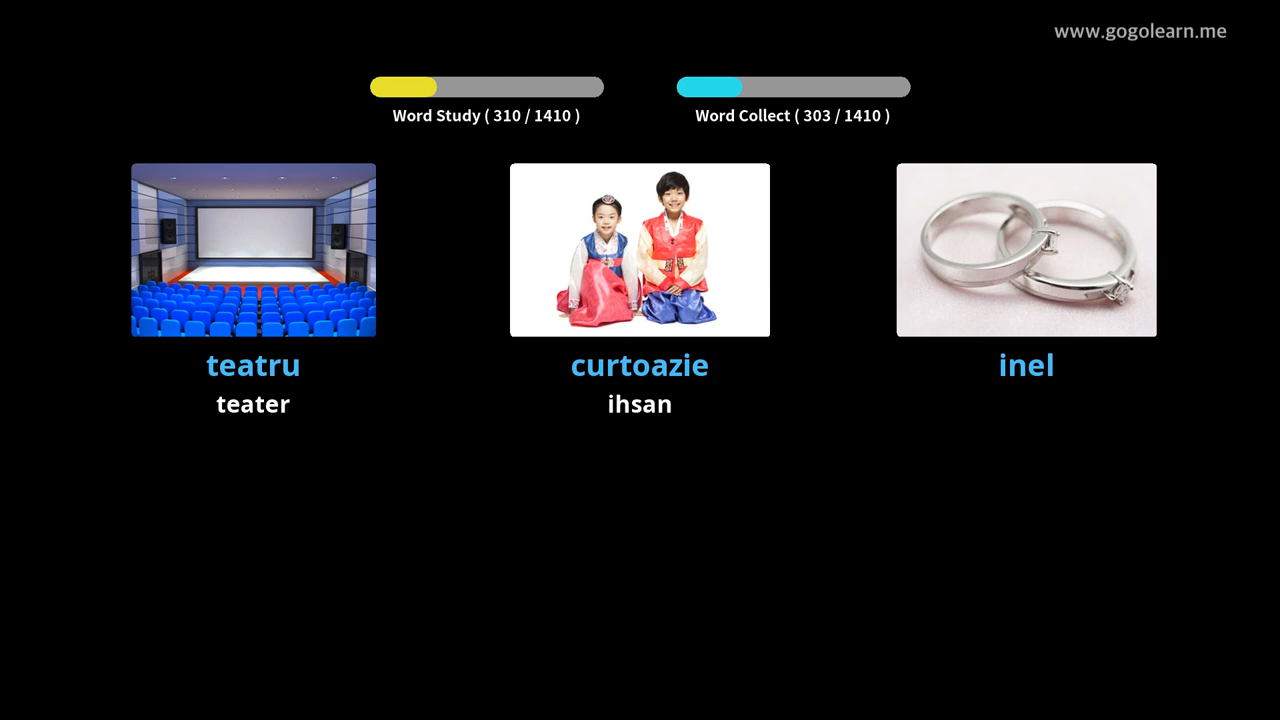 www.gogolearn.me
Word Study ( 310 / 1410 )
Word Collect ( 303 / 1410 )
teatru
curtoazie
inel
teater
ihsan